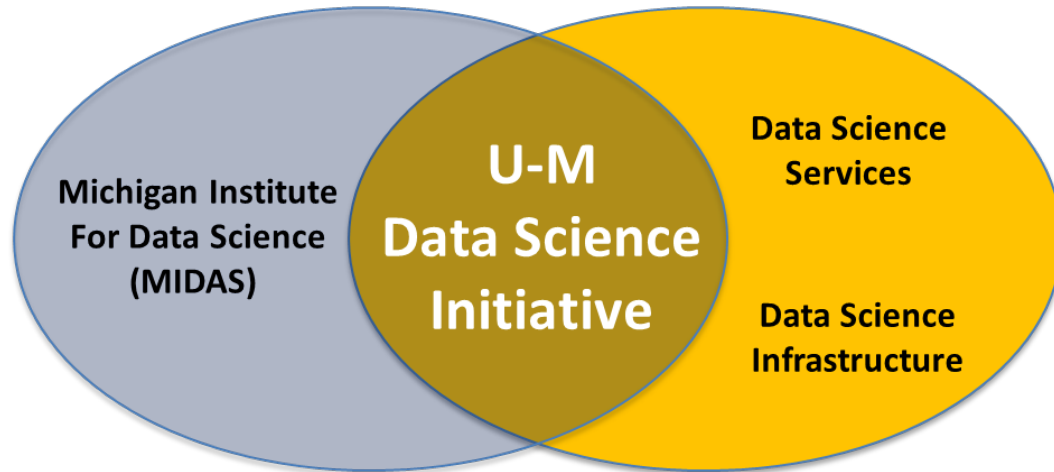 Michigan Institute
For Data Science
(MIDAS)
U-M
Data Science
Initiative
Data Science
Services
Data Science
Infrastructure